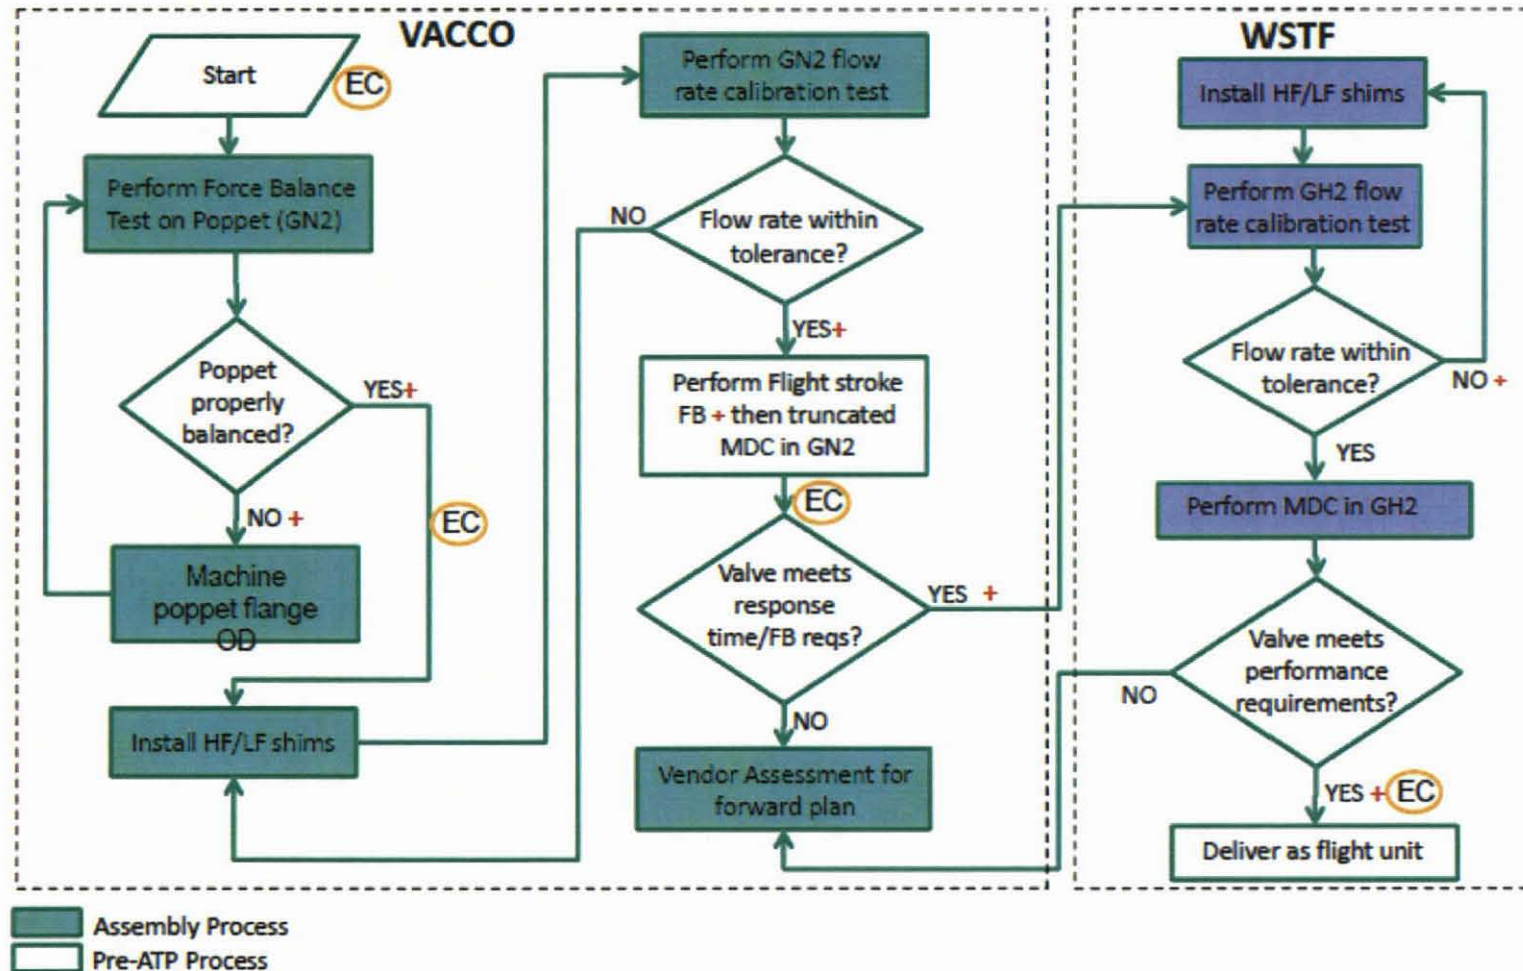 VACCO
Start
EC
Perform Force Balance
Test on Poppet (GN2)
Poppet
properly
balanced?
YES+
EC
NO +
Machine
poppet flange
OD
Install HF/LF shims
Perform GN2 flow
rate calibration test
NO
Flow rate within
tolerance?
YES+
Perform Flight stroke
FB + then truncated
MDC in GN2
EC
Valve meets
response
time/FB reqs?
YES +
NO
Vendor Assessment for
forward plan
WSTF
Install HF/LF shims
Perform GH2 flow
rate calibration test
Flow rate within
tolerance?
NO +
YES
Perform MDC in GH2
Valve meets
performance
requirements?
NO
YES + EC
Deliver as flight unit
Assembly Process
Pre-ATP Process